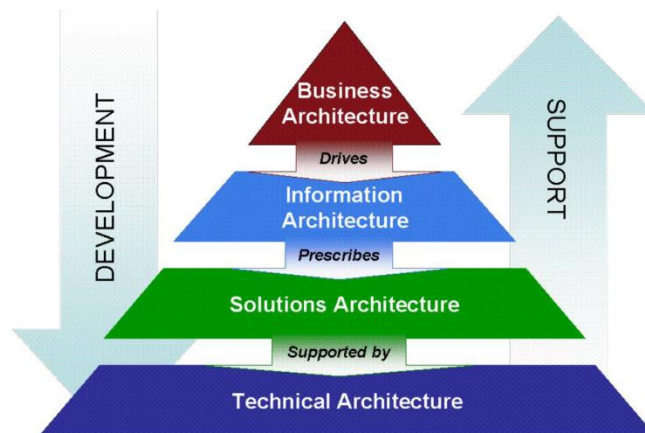 Business
Architecture
Drives
Information
Architecture
Prescribes
Solutions Architecture
Supported by
Technical Architecture
DEVELOPMENT
SUPPORT